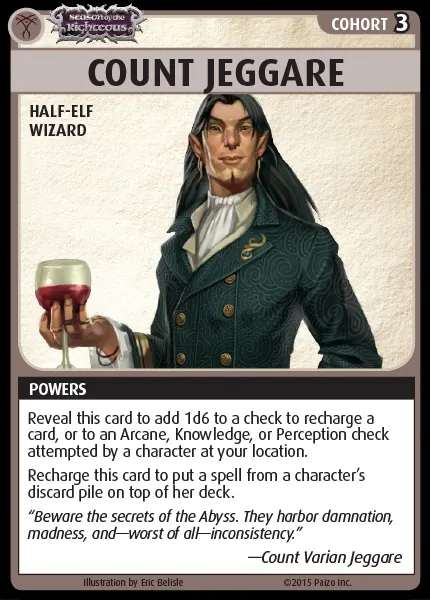 Season of the
Righteous
COHORT 3
COUNT JEGGARE
HALF-ELF
WIZARD
POWERS
Reveal this card to add 1d6 to a check to recharge a
card, or to an Arcane, Knowledge, or Perception check
attempted by a character at your location.
Recharge this card to put a spell from a character’s
discard pile on top of her deck.
“Beware the secrets of the Abyss. They harbor damnation,
madness, and—worst of all—inconsistency.”
—Count Varian Jeggare
Illustration by Eric Belisle
©2015 Paizo Inc.